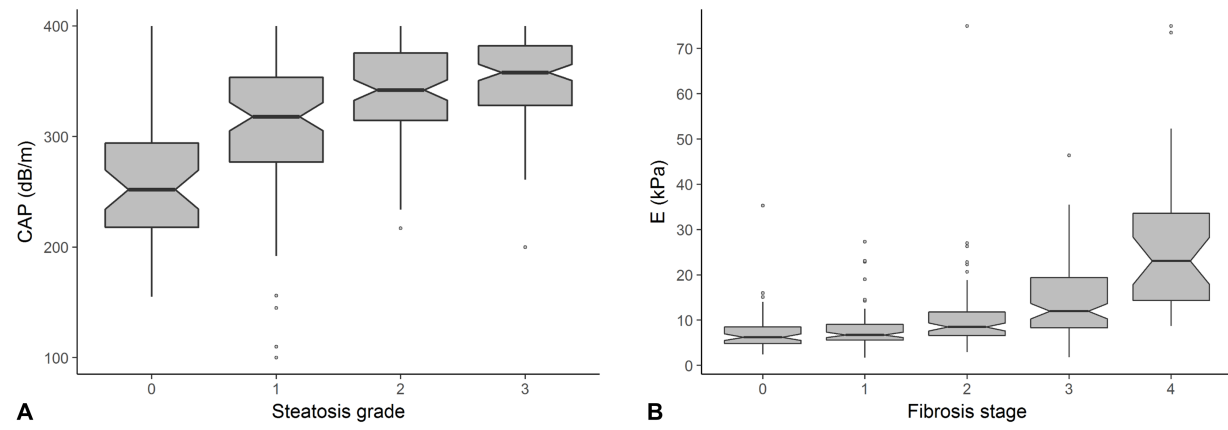 400
300
200
100
CAP (dB/m)
0 1 2 3
Steatosis grade
A
70
60
50
40
30
20
10
0
E (kPa)
0 1 2 3 4
Fibrosis stage
B